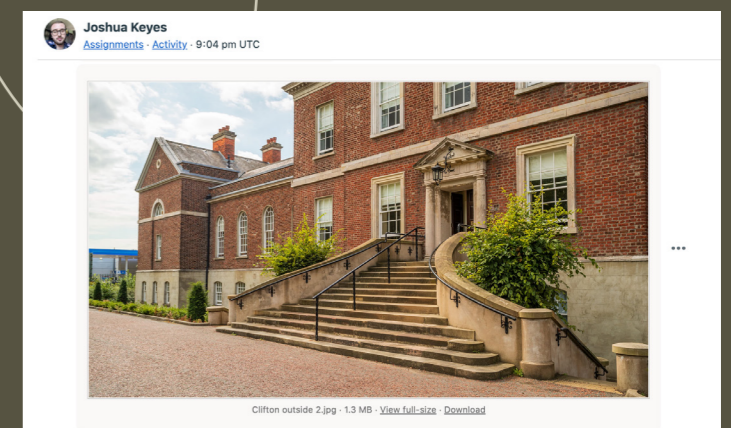 Joshua Keyes
Assignments · Activity · 9:04 pm UTC
Clifton outside 2.jpg · 1.3 MB · View full-size · Download